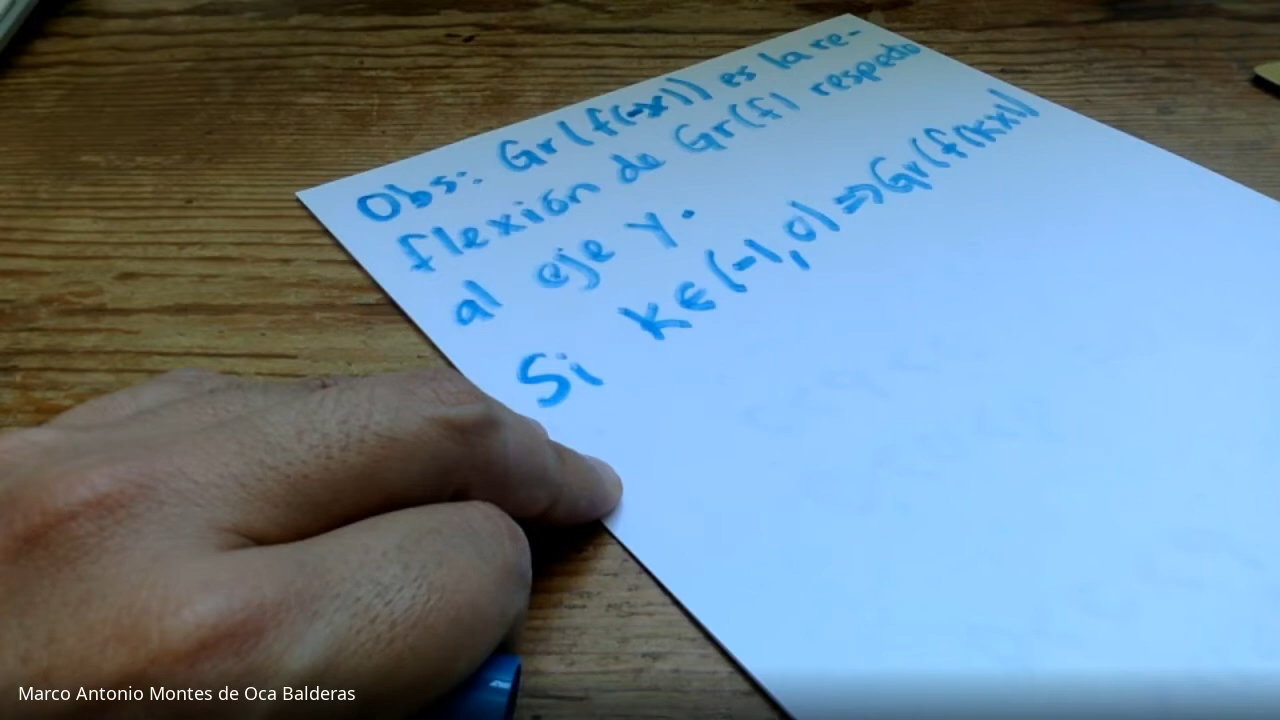 Obs: Gr(f(-x)) es la re-
flexión de Gr(f) respecto
al eje Y.
Si K∈(-1,0)⇒Gr(f(Kx))
Marco Antonio Montes de Oca Balderas